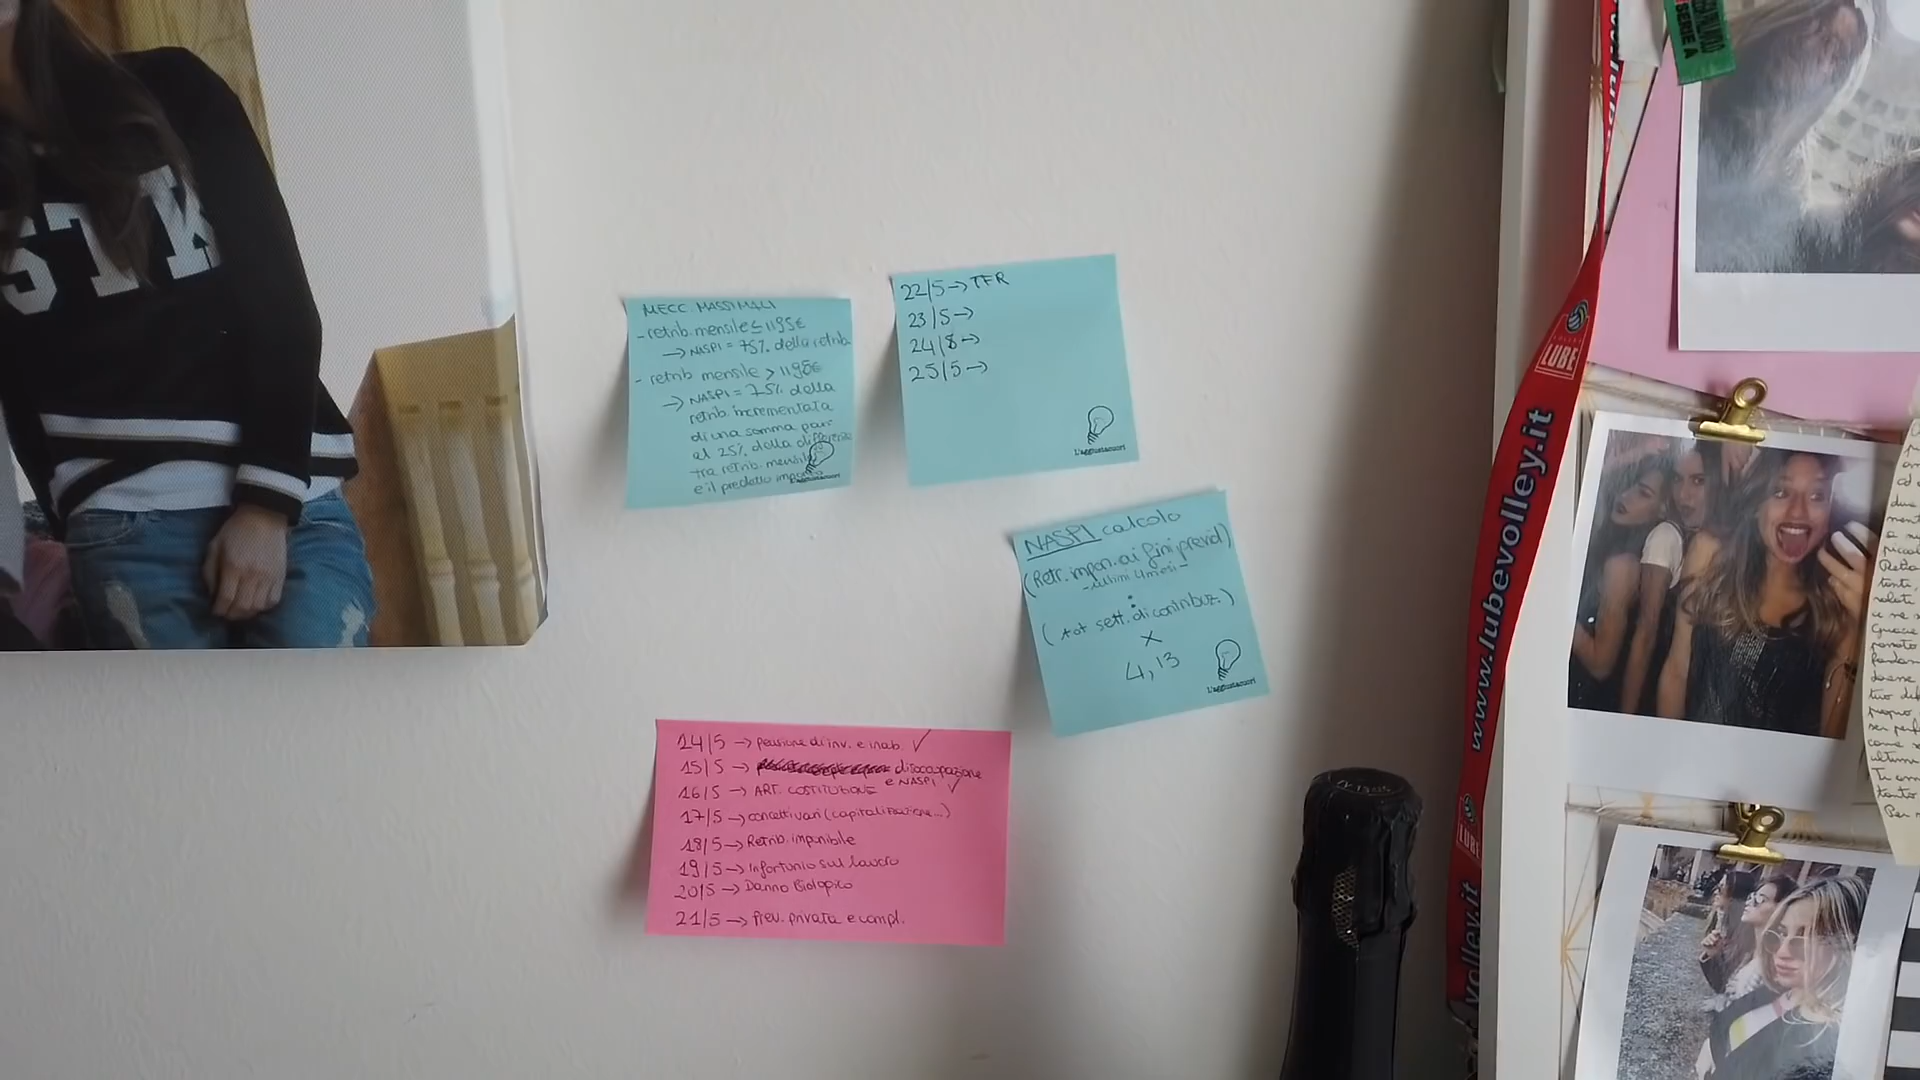 STK
MECC. MASSIMALI
- retrib. mensile ≤ 1195€
→ NASPI = 75% della retrib.
- retrib mensile > 1195€
→ NASPI = 75% della
retrib. incrementata
di una somma pari
al 25% della differenza
tra retrib. mensile
e il predetto importo
L'aggiustacuori
22/5 → TFR
23/5 →
24/5 →
25/5 →
L'aggiustacuori
NASPI calcolo
(Retr. impon. ai fini previd)
- ultimi 4 mesi -
:
( tot sett. di contribuz. )
×
4,13
L'aggiustacuori
14/5 → pensione di inv. e inab. ✓
15/5 → disoccupazione
e NASPI ✓
16/5 → ART. COSTITUZIONE
17/5 → concetti vari (capitalizzazione...)
18/5 → Retrib. imponibile
19/5 → Infortunio sul lavoro
20/5 → Danno Biologico
21/5 → Prev. privata e compl.
SERIE A
LUBE
www.lubevolley.it
LUBE
volley.it